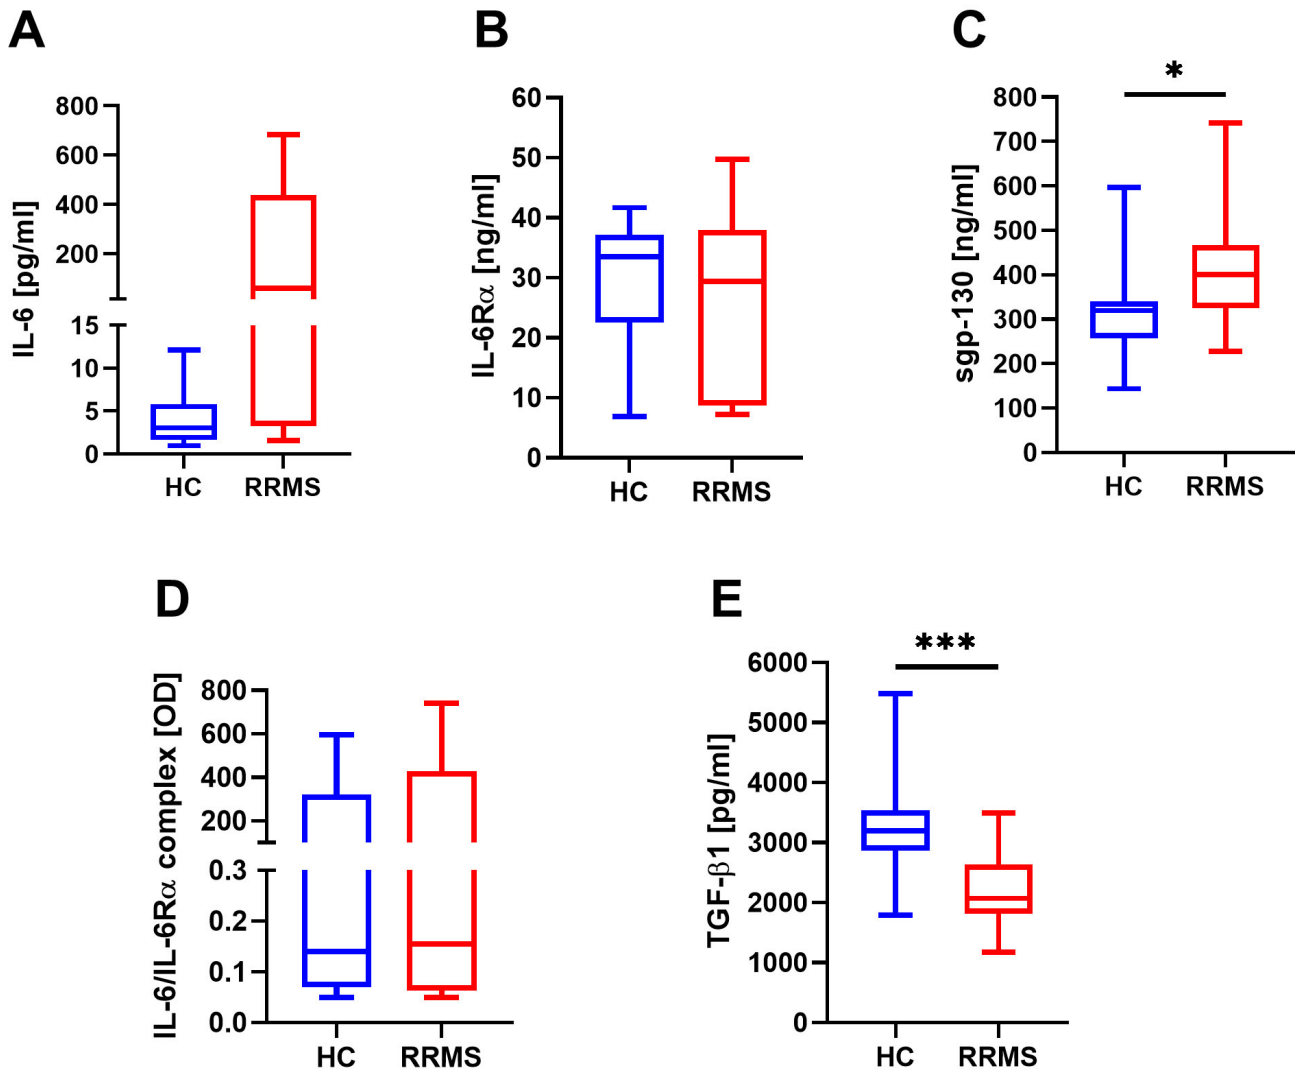 A
IL-6 [pg/ml]
800
600
400
200
15
10
5
0
HC RRMS
B
IL-6Rα [ng/ml]
60
50
40
30
20
10
0
HC RRMS
C
*
sgp-130 [ng/ml]
800
700
600
500
400
300
200
100
0
HC RRMS
D
IL-6/IL-6Rα complex [OD]
800
600
400
200
0.3
0.2
0.1
0.0
HC RRMS
E
***
TGF-β1 [pg/ml]
6000
5000
4000
3000
2000
1000
0
HC RRMS